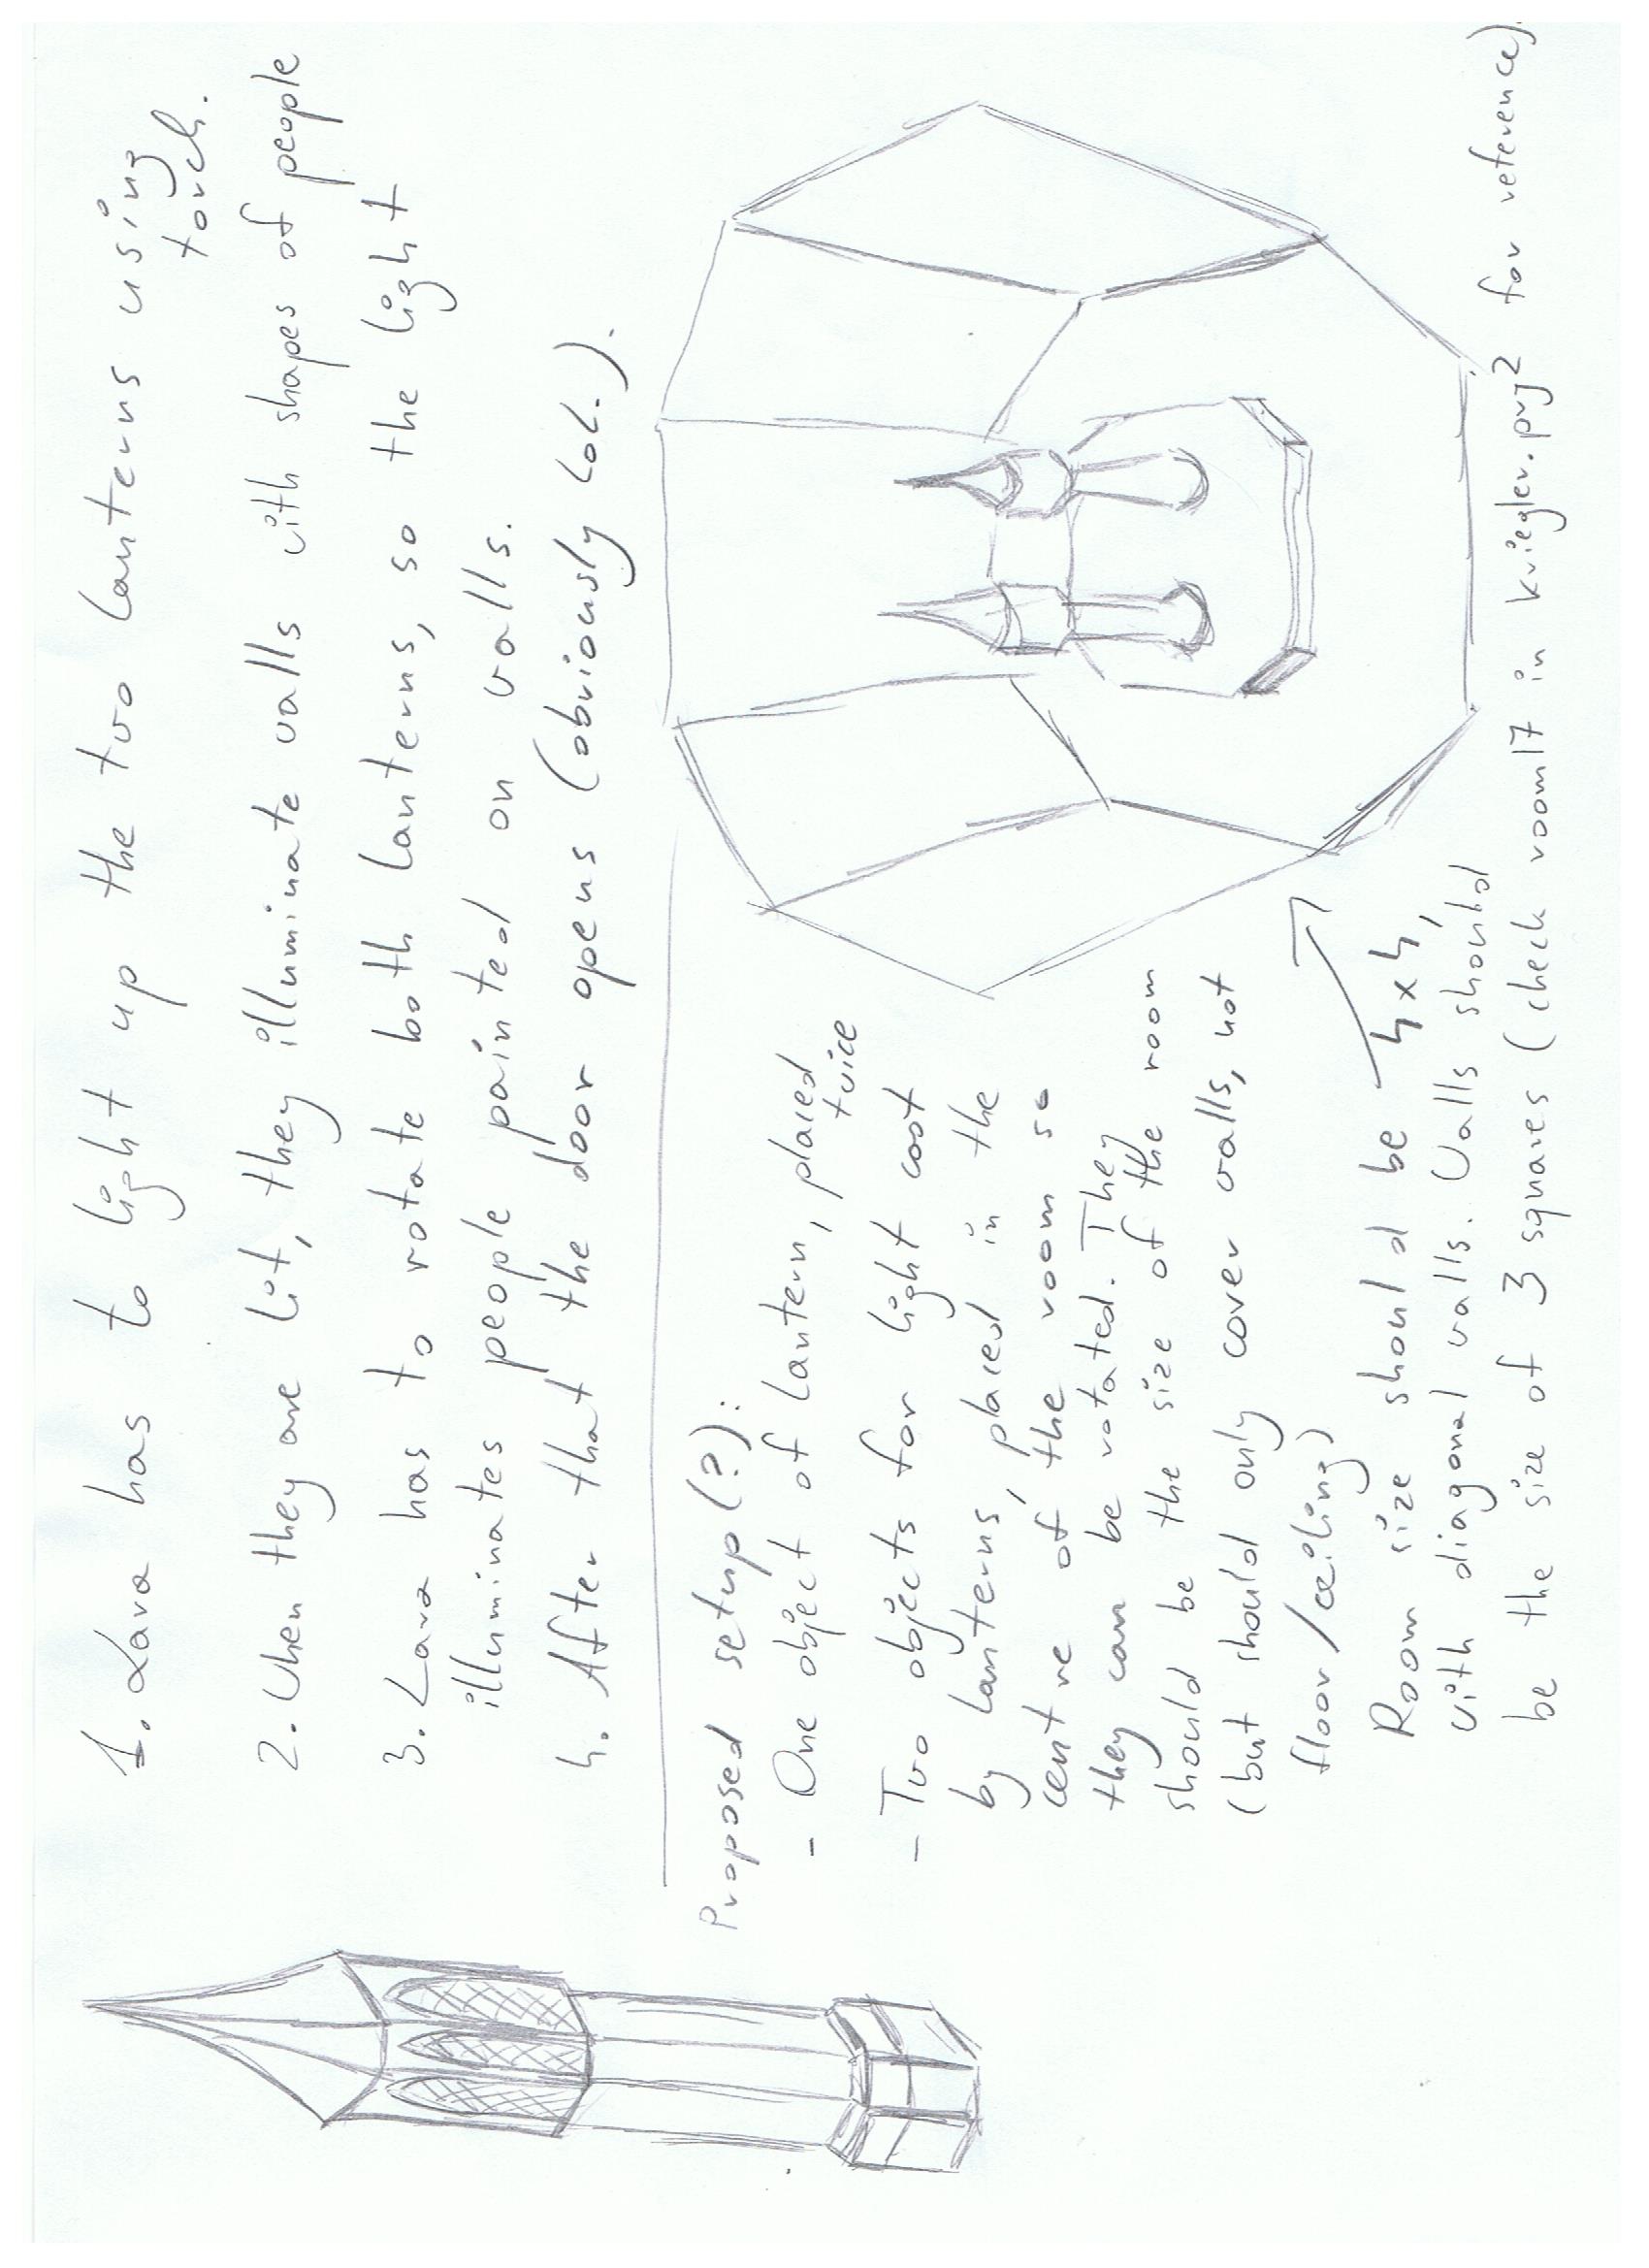 1. Lara has to light up the two lanterns using
torch.
2. When they are lit, they illuminate walls with shapes of people
3. Lara has to rotate both lanterns, so the light
illuminates people painted on walls.
4. After that the door opens (obviously lol.).
Proposed setup(?):
- One object of lantern, placed
twice
- Two objects for light cast
by lanterns, placed in the
centre of the room so
they can be rotated. They
should be the size of the room
(but should only cover walls, not
floor/ceiling)
Room size should be 4x4,
with diagonal walls. Walls should
be the size of 3 squares (check room17 in kriegler.prj2 for reference).